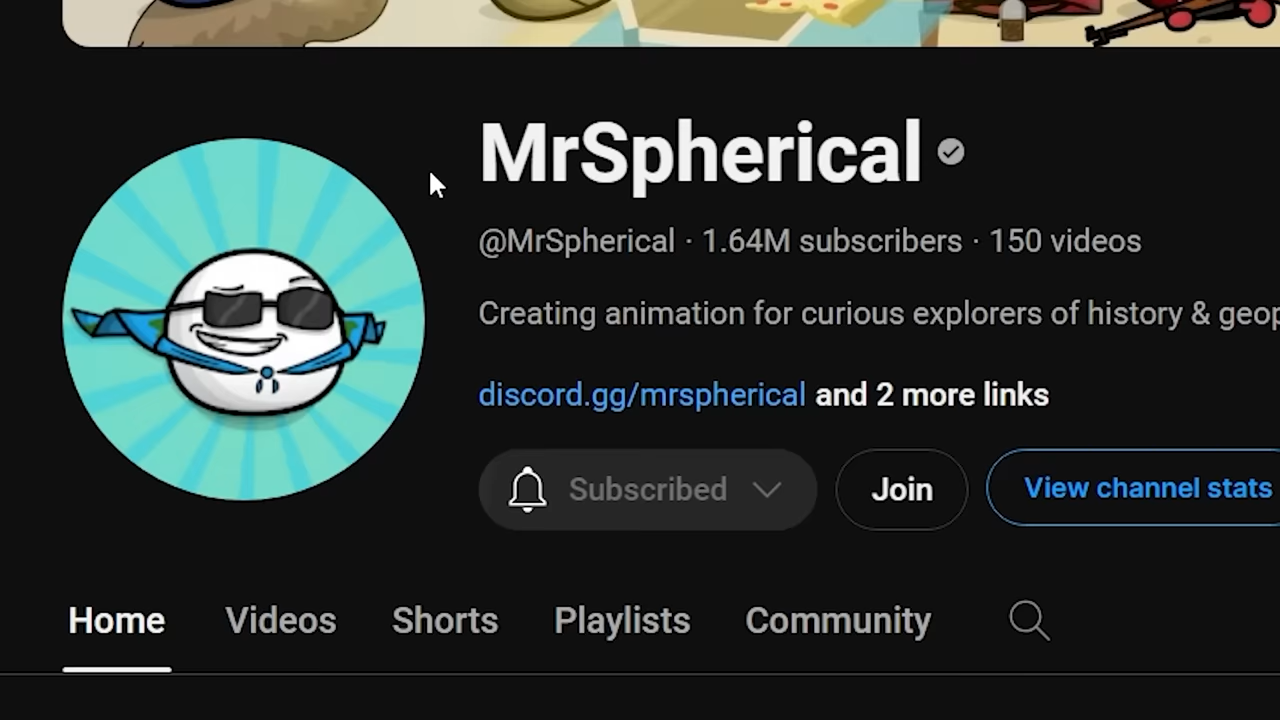 MrSpherical
@MrSpherical · 1.64M subscribers · 150 videos
Creating animation for curious explorers of history & geop
discord.gg/mrspherical and 2 more links
Subscribed Join View channel stats
Home Videos Shorts Playlists Community